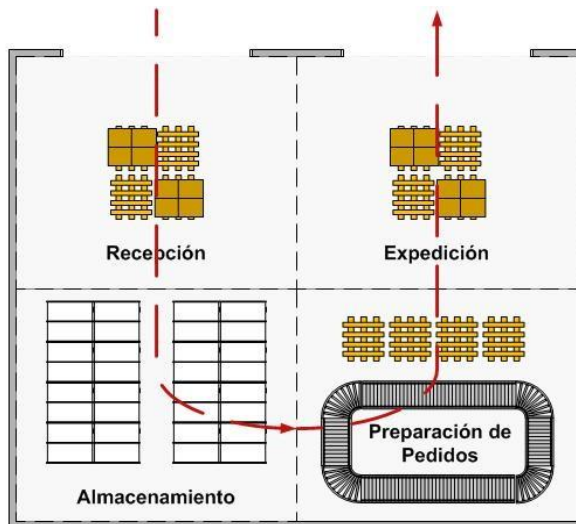 Recepción
Expedición
Almacenamiento
Preparación de
Pedidos